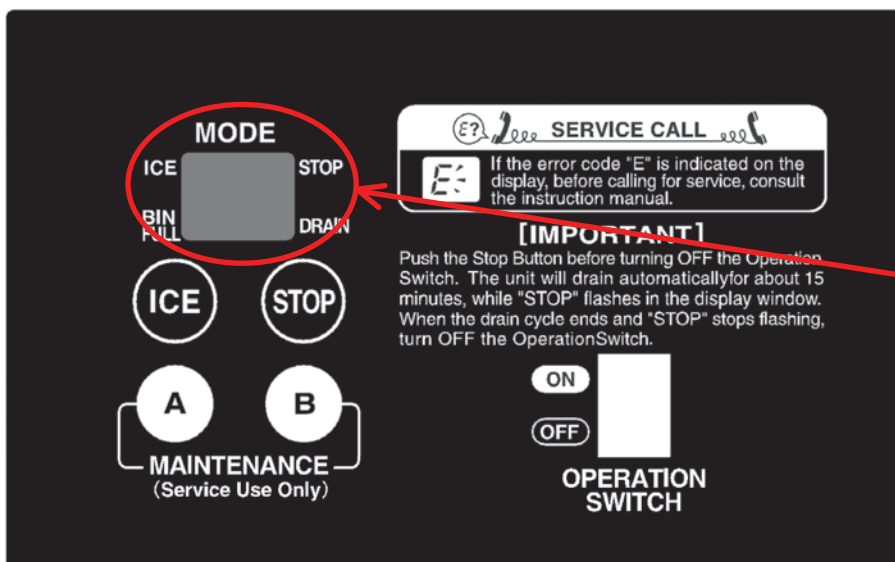 MODE
ICE
STOP
BIN
FULL
DRAIN
ICE
STOP
A
B
MAINTENANCE
(Service Use Only)
E? SERVICE CALL
E
If the error code "E" is indicated on the
display, before calling for service, consult
the instruction manual.
[IMPORTANT]
Push the Stop Button before turning OFF the Operation
Switch. The unit will drain automaticallyfor about 15
minutes, while "STOP" flashes in the display window.
When the drain cycle ends and "STOP" stops flashing,
turn OFF the OperationSwitch.
ON
OFF
OPERATION
SWITCH